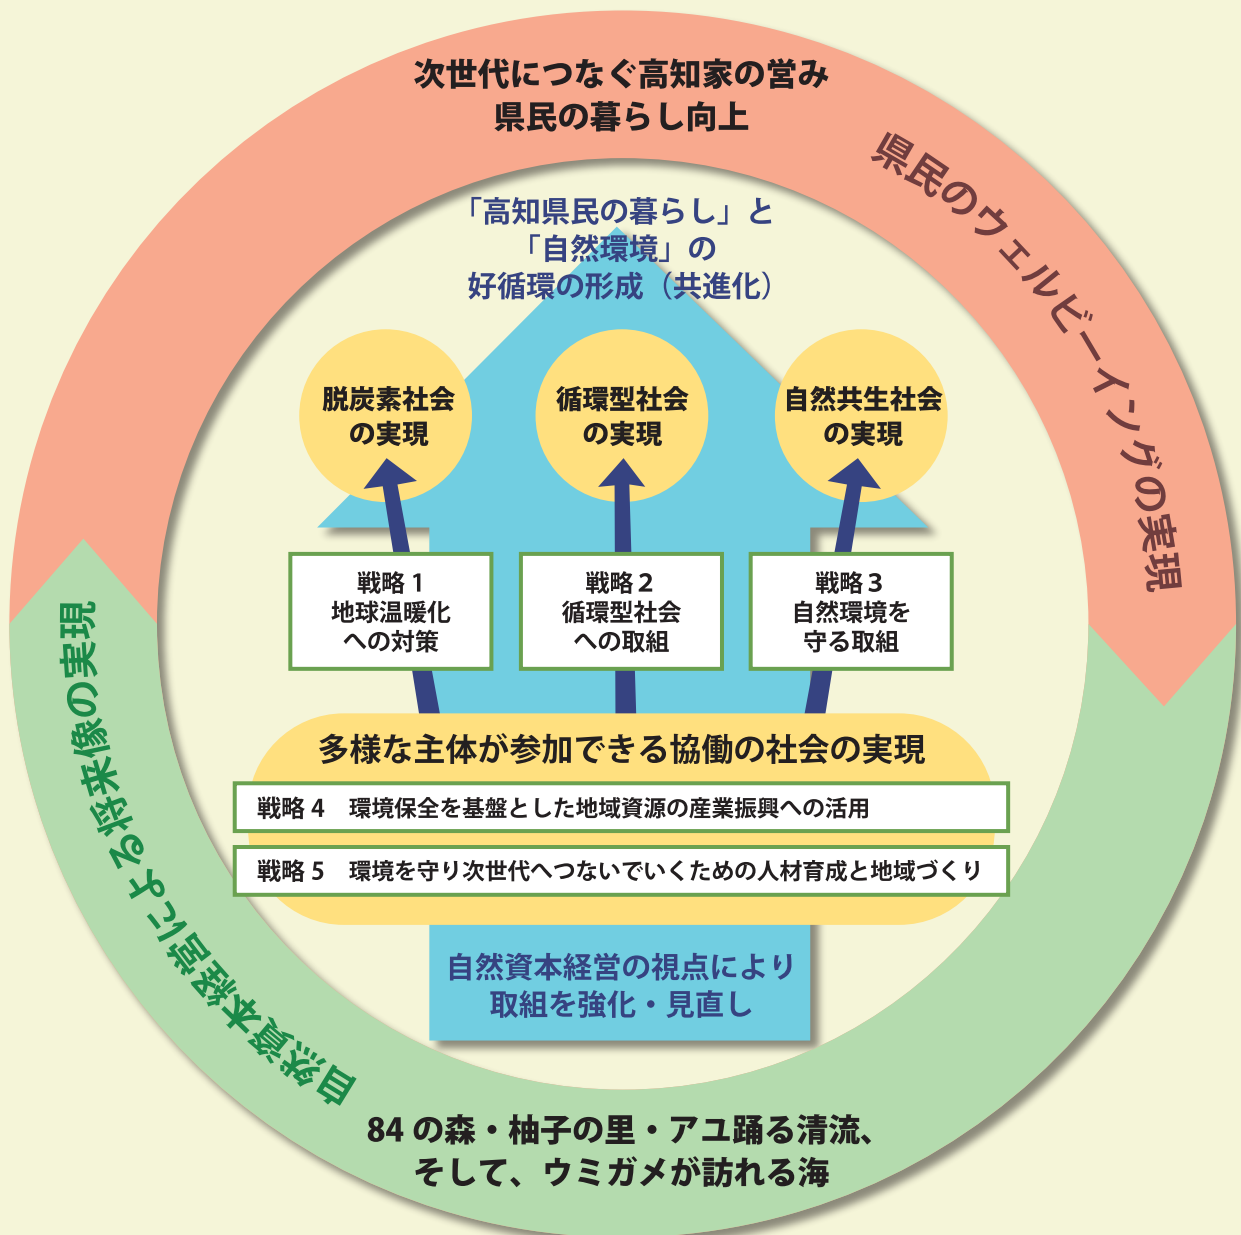 次世代につなぐ高知家の営み
県民の暮らし向上
県民のウェルビーイングの実現
「高知県民の暮らし」と
「自然環境」の
好循環の形成（共進化）
脱炭素社会
の実現
循環型社会
の実現
自然共生社会
の実現
戦略 1
地球温暖化
への対策
戦略 2
循環型社会
への取組
戦略 3
自然環境を
守る取組
多様な主体が参加できる協働の社会の実現
戦略 4　環境保全を基盤とした地域資源の産業振興への活用
戦略 5　環境を守り次世代へつないでいくための人材育成と地域づくり
自然資本経営の視点により
取組を強化・見直し
自然資本経営による将来像の実現
84 の森・柚子の里・アユ踊る清流、
そして、ウミガメが訪れる海